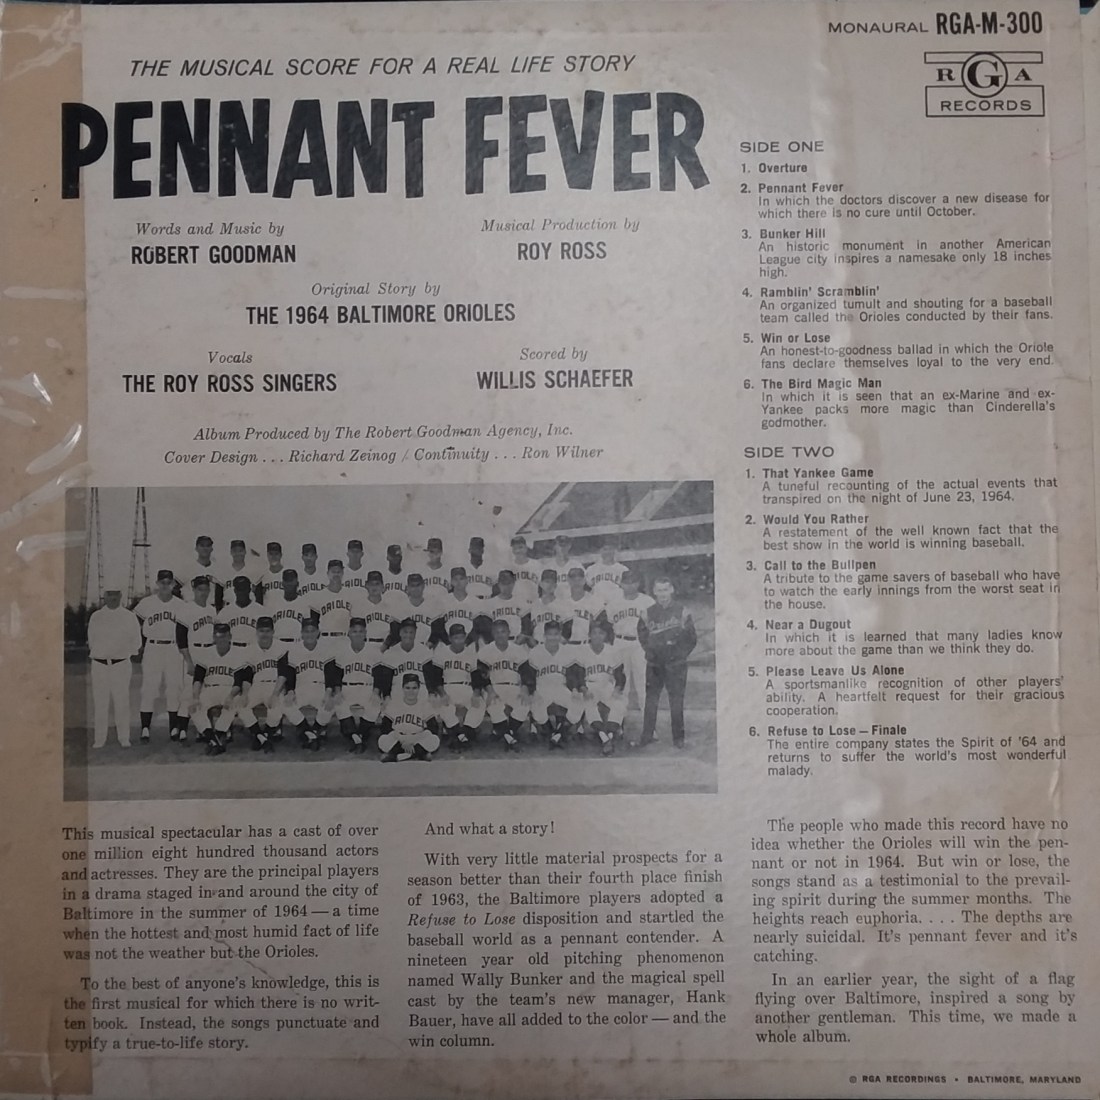 MONAURAL RGA-M-300
R G A
RECORDS
THE MUSICAL SCORE FOR A REAL LIFE STORY
PENNANT FEVER
Words and Music by
ROBERT GOODMAN
Musical Production by
ROY ROSS
Original Story by
THE 1964 BALTIMORE ORIOLES
Vocals
THE ROY ROSS SINGERS
Scored by
WILLIS SCHAEFER
Album Produced by The Robert Goodman Agency, Inc.
Cover Design . . . Richard Zeinog / Continuity . . . Ron Wilner
SIDE ONE
1. Overture
2. Pennant Fever
In which the doctors discover a new disease for
which there is no cure until October.
3. Bunker Hill
An historic monument in another American
League city inspires a namesake only 18 inches
high.
4. Ramblin' Scramblin'
An organized tumult and shouting for a baseball
team called the Orioles conducted by their fans.
5. Win or Lose
An honest-to-goodness ballad in which the Oriole
fans declare themselves loyal to the very end.
6. The Bird Magic Man
In which it is seen that an ex-Marine and ex-
Yankee packs more magic than Cinderella's
godmother.
SIDE TWO
1. That Yankee Game
A tuneful recounting of the actual events that
transpired on the night of June 23, 1964.
2. Would You Rather
A restatement of the well known fact that the
best show in the world is winning baseball.
3. Call to the Bullpen
A tribute to the game savers of baseball who have
to watch the early innings from the worst seat in
the house.
4. Near a Dugout
In which it is learned that many ladies know
more about the game than we think they do.
5. Please Leave Us Alone
A sportsmanlike recognition of other players'
ability. A heartfelt request for their gracious
cooperation.
6. Refuse to Lose — Finale
The entire company states the Spirit of '64 and
returns to suffer the world's most wonderful
malady.
This musical spectacular has a cast of over
one million eight hundred thousand actors
and actresses. They are the principal players
in a drama staged in and around the city of
Baltimore in the summer of 1964 — a time
when the hottest and most humid fact of life
was not the weather but the Orioles.
To the best of anyone's knowledge, this is
the first musical for which there is no writ-
ten book. Instead, the songs punctuate and
typify a true-to-life story.
And what a story!
With very little material prospects for a
season better than their fourth place finish
of 1963, the Baltimore players adopted a
Refuse to Lose disposition and startled the
baseball world as a pennant contender. A
nineteen year old pitching phenomenon
named Wally Bunker and the magical spell
cast by the team's new manager, Hank
Bauer, have all added to the color — and the
win column.
The people who made this record have no
idea whether the Orioles will win the pen-
nant or not in 1964. But win or lose, the
songs stand as a testimonial to the prevail-
ing spirit during the summer months. The
heights reach euphoria. . . . The depths are
nearly suicidal. It's pennant fever and it's
catching.
In an earlier year, the sight of a flag
flying over Baltimore, inspired a song by
another gentleman. This time, we made a
whole album.
© RGA RECORDINGS • BALTIMORE, MARYLAND